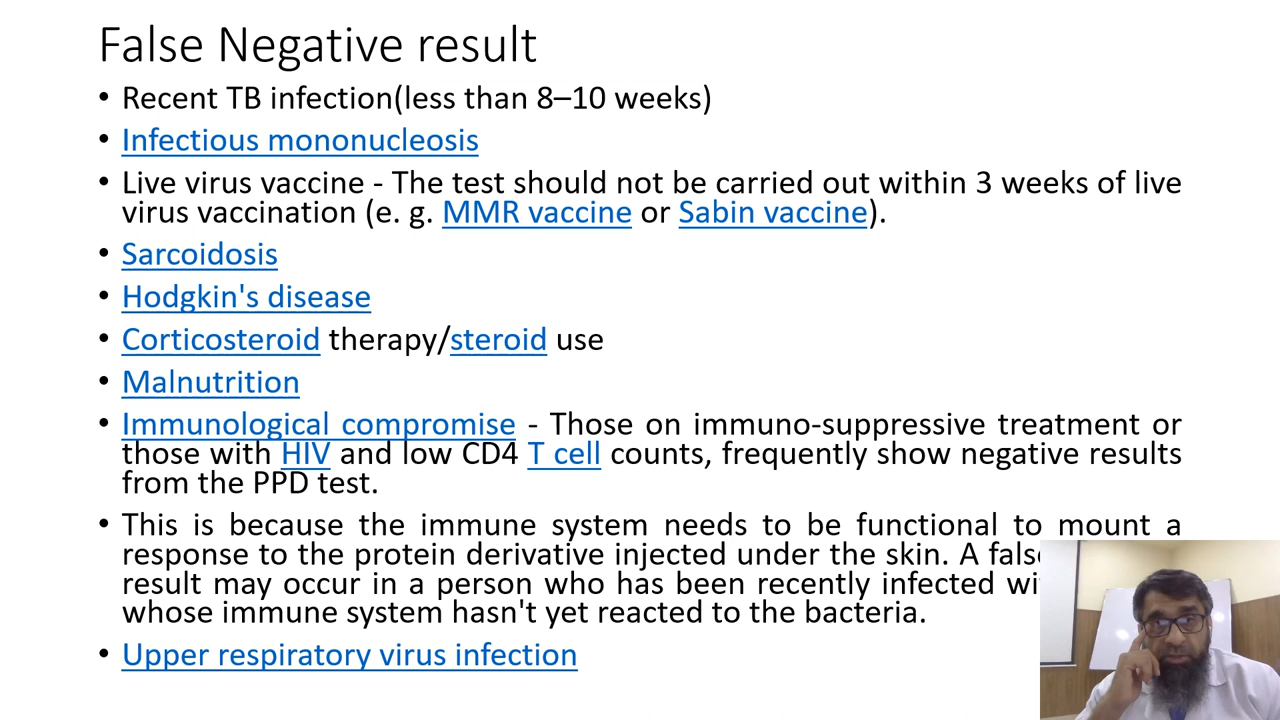 False Negative result
• Recent TB infection(less than 8–10 weeks)
• Infectious mononucleosis
• Live virus vaccine - The test should not be carried out within 3 weeks of live
virus vaccination (e. g. MMR vaccine or Sabin vaccine).
• Sarcoidosis
• Hodgkin's disease
• Corticosteroid therapy/steroid use
• Malnutrition
• Immunological compromise - Those on immuno-suppressive treatment or
those with HIV and low CD4 T cell counts, frequently show negative results
from the PPD test.
• This is because the immune system needs to be functional to mount a
response to the protein derivative injected under the skin. A
result may occur in a person who has been recently infected
whose immune system hasn't yet reacted to the bacteria.
• Upper respiratory virus infection